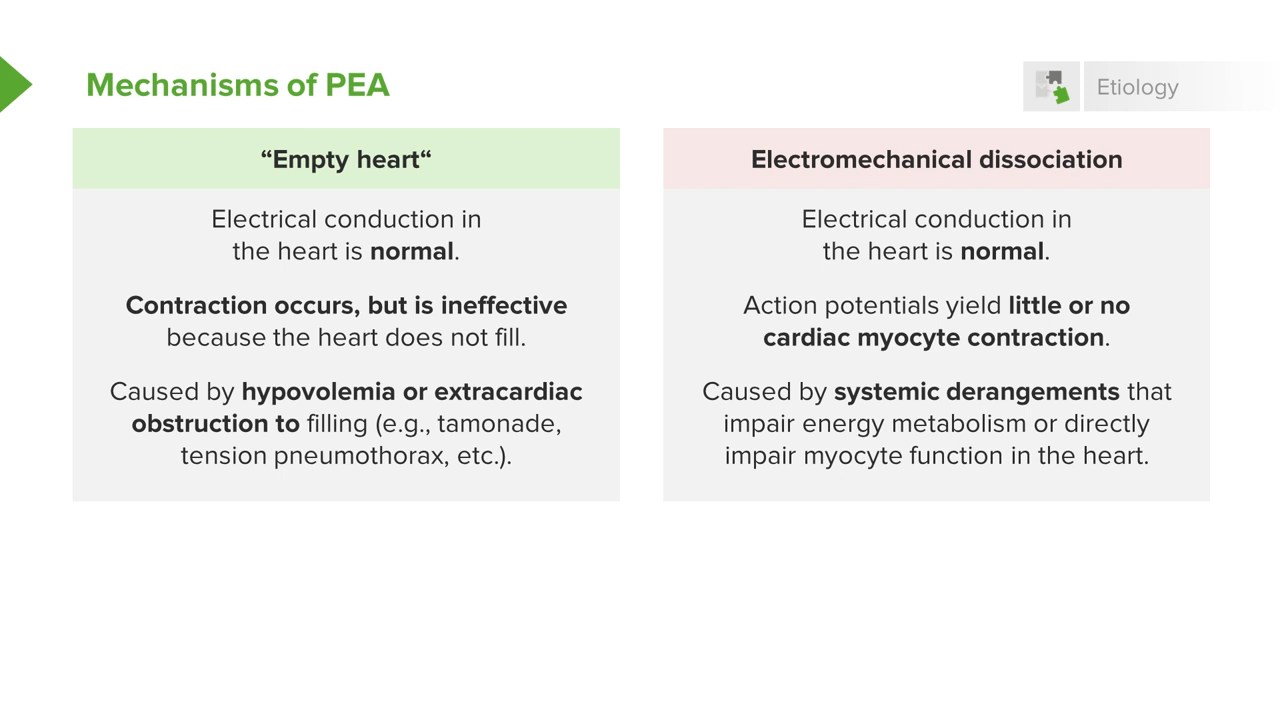 Mechanisms of PEA
Etiology
“Empty heart“
Electrical conduction in
the heart is normal.
Contraction occurs, but is ineffective
because the heart does not fill.
Caused by hypovolemia or extracardiac
obstruction to filling (e.g., tamonade,
tension pneumothorax, etc.).
Electromechanical dissociation
Electrical conduction in
the heart is normal.
Action potentials yield little or no
cardiac myocyte contraction.
Caused by systemic derangements that
impair energy metabolism or directly
impair myocyte function in the heart.